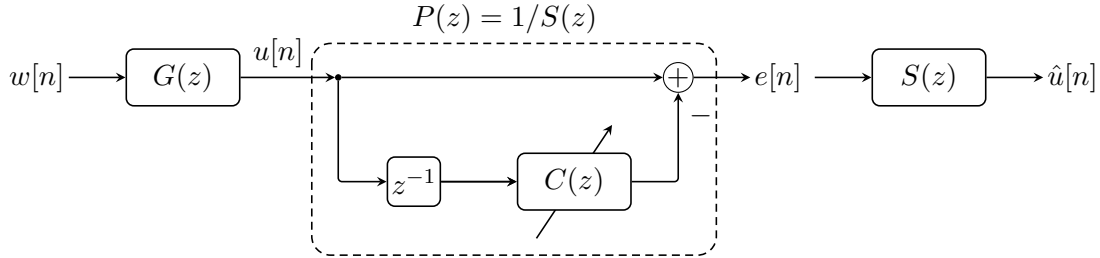 P(z) = 1/S(z)
w[n] G(z) u[n] + e[n] S(z) û[n]
−
z⁻¹ C(z)